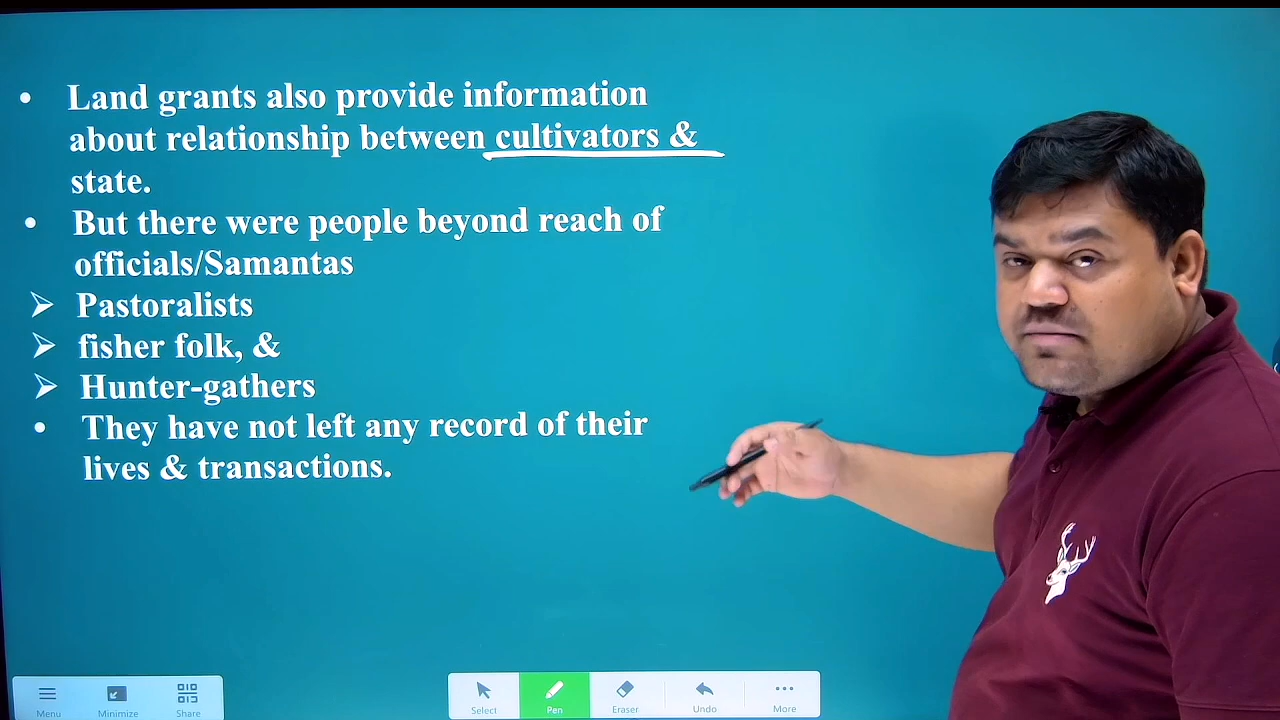 • Land grants also provide information
about relationship between cultivators &
state.
• But there were people beyond reach of
officials/Samantas
➢ Pastoralists
➢ fisher folk, &
➢ Hunter-gathers
• They have not left any record of their
lives & transactions.
Menu Minimize Share Select Pen Eraser Undo More